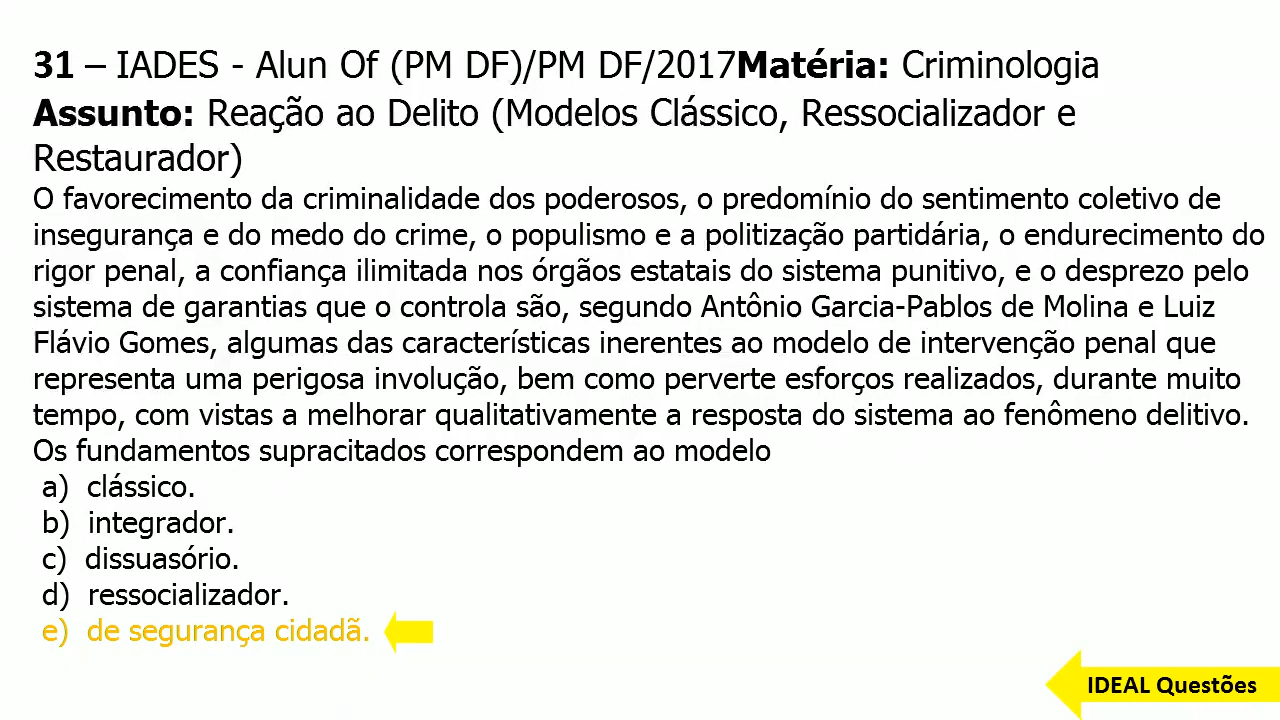 31 – IADES - Alun Of (PM DF)/PM DF/2017Matéria: Criminologia
Assunto: Reação ao Delito (Modelos Clássico, Ressocializador e
Restaurador)
O favorecimento da criminalidade dos poderosos, o predomínio do sentimento coletivo de
insegurança e do medo do crime, o populismo e a politização partidária, o endurecimento do
rigor penal, a confiança ilimitada nos órgãos estatais do sistema punitivo, e o desprezo pelo
sistema de garantias que o controla são, segundo Antônio Garcia-Pablos de Molina e Luiz
Flávio Gomes, algumas das características inerentes ao modelo de intervenção penal que
representa uma perigosa involução, bem como perverte esforços realizados, durante muito
tempo, com vistas a melhorar qualitativamente a resposta do sistema ao fenômeno delitivo.
Os fundamentos supracitados correspondem ao modelo
a) clássico.
b) integrador.
c) dissuasório.
d) ressocializador.
e) de segurança cidadã.
IDEAL Questões